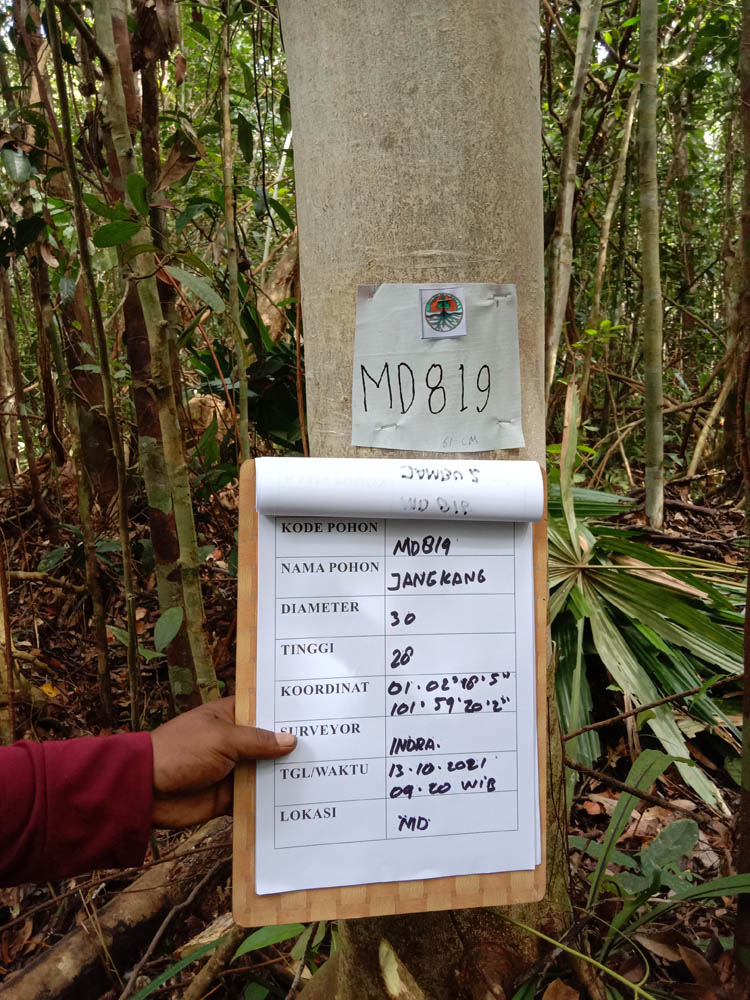 MD819
61 CM
KODE POHON MD819
NAMA POHON JANGKANG
DIAMETER 30
TINGGI 28
KOORDINAT 01.02"18'5"
101.59'20'2"
SURVEYOR INDRA.
TGL/WAKTU 13.10.2021
09.20 WIB
LOKASI MD